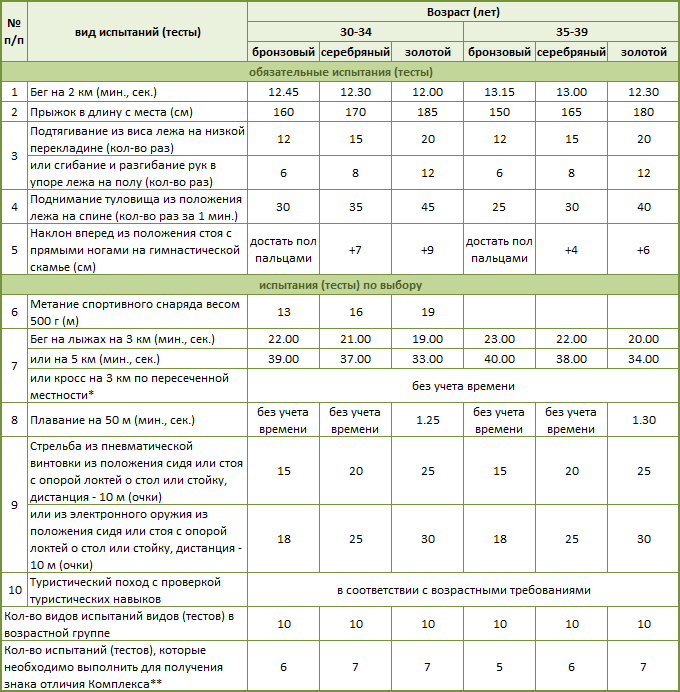 № п/п вид испытаний (тесты) Возраст (лет)
30-34 35-39
бронзовый серебряный золотой бронзовый серебряный золотой
обязательные испытания (тесты)
1 Бег на 2 км (мин., сек.) 12.45 12.30 12.00 13.15 13.00 12.30
2 Прыжок в длину с места (см) 160 170 185 150 165 180
3 Подтягивание из виса лежа на низкой
перекладине (кол-во раз) 12 15 20 12 15 20
или сгибание и разгибание рук в
упоре лежа на полу (кол-во раз) 6 8 12 6 8 12
4 Поднимание туловища из положения
лежа на спине (кол-во раз за 1 мин.) 30 35 45 25 30 40
5 Наклон вперед из положения стоя с
прямыми ногами на гимнастической
скамье (см) достать пол пальцами +7 +9 достать пол пальцами +4 +6
испытания (тесты) по выбору
6 Метание спортивного снаряда весом
500 г (м) 13 16 19
7 Бег на лыжах на 3 км (мин., сек.) 22.00 21.00 19.00 23.00 22.00 20.00
или на 5 км (мин., сек.) 39.00 37.00 33.00 40.00 38.00 34.00
или кросс на 3 км по пересеченной
местности* без учета времени
8 Плавание на 50 м (мин., сек.) без учета времени без учета времени 1.25 без учета времени без учета времени 1.30
9 Стрельба из пневматической
винтовки из положения сидя или стоя
с опорой локтей о стол или стойку,
дистанция - 10 м (очки) 15 20 25 15 20 25
или из электронного оружия из
положения сидя или стоя с опорой
локтей о стол или стойку, дистанция -
10 м (очки) 18 25 30 18 25 30
10 Туристический поход с проверкой
туристических навыков в соответствии с возрастными требованиями
Кол-во видов испытаний видов (тестов) в
возрастной группе 10 10 10 10 10 10
Кол-во испытаний (тестов), которые
необходимо выполнить для получения
знака отличия Комплекса** 6 7 7 5 6 7